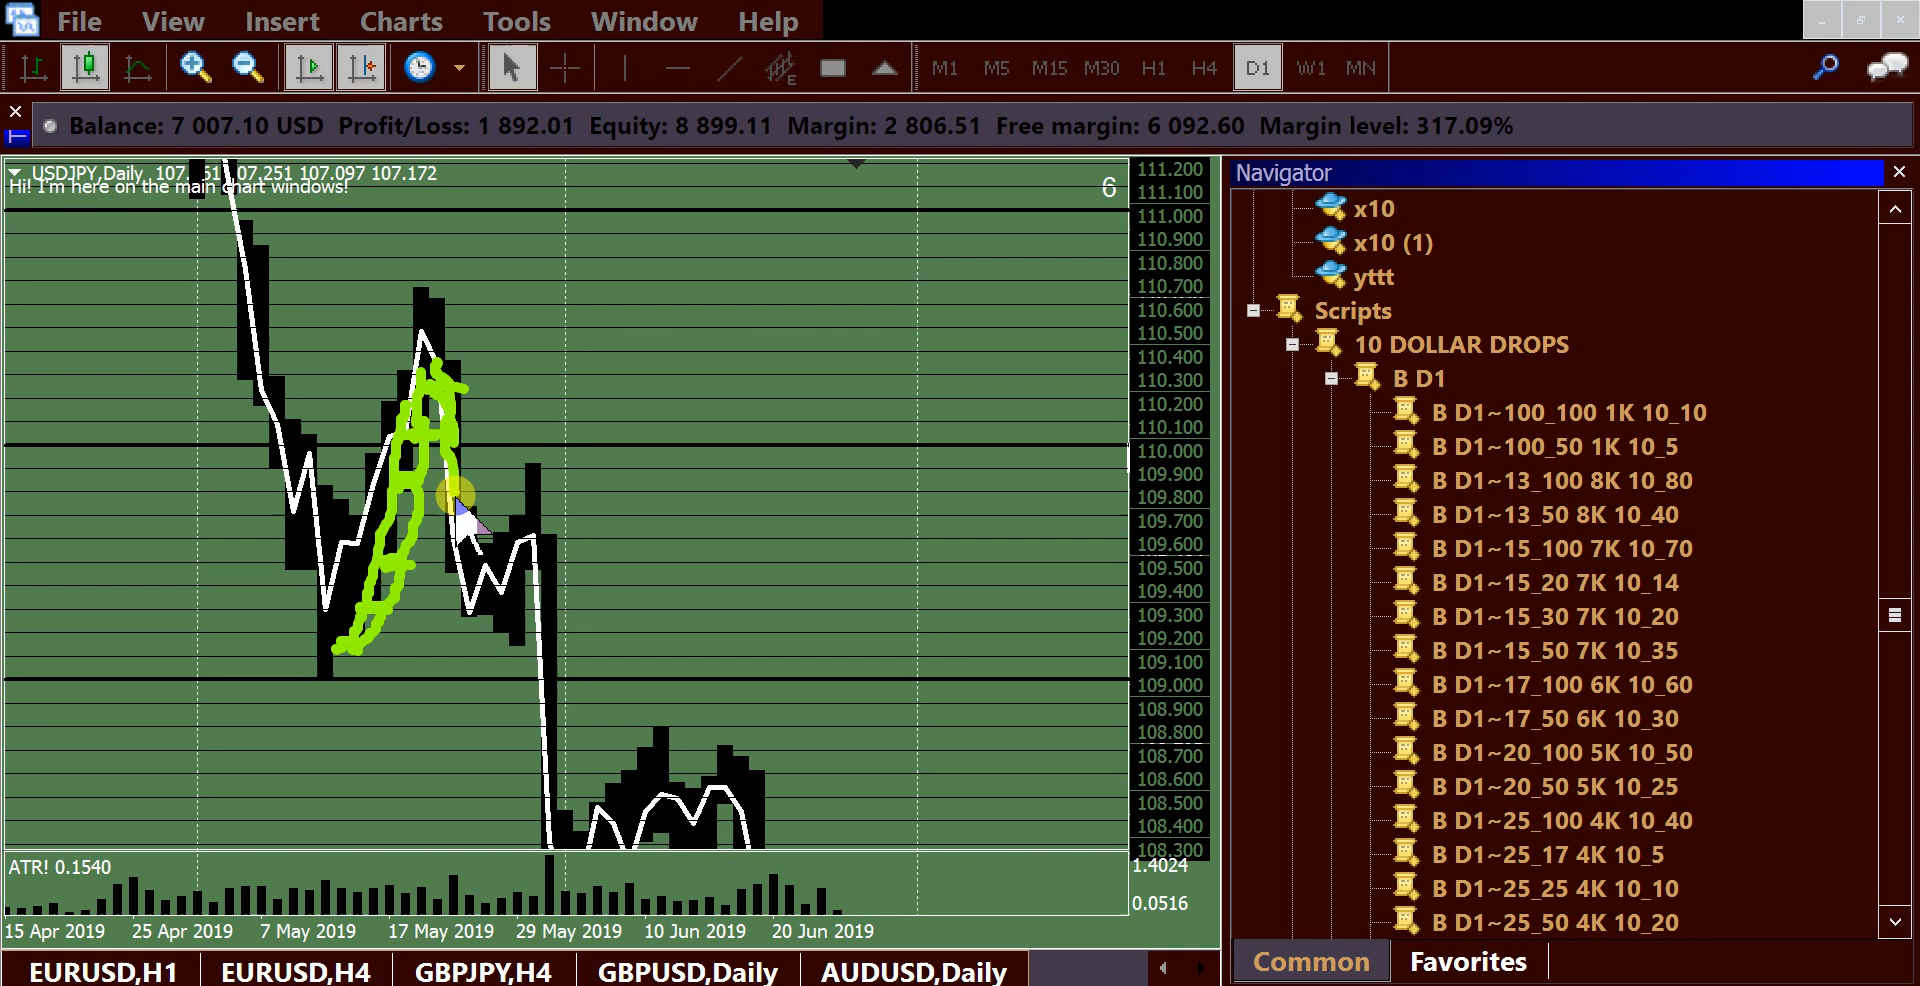 File View Insert Charts Tools Window Help
E M1 M5 M15 M30 H1 H4 D1 W1 MN
Balance: 7 007.10 USD Profit/Loss: 1 892.01 Equity: 8 899.11 Margin: 2 806.51 Free margin: 6 092.60 Margin level: 317.09%
USDJPY,Daily 107.251 107.097 107.172
Hi! I'm here on the main chart windows!
6
111.200
111.100
111.000
110.900
110.800
110.700
110.600
110.500
110.400
110.300
110.200
110.100
110.000
109.900
109.800
109.700
109.600
109.500
109.400
109.300
109.200
109.100
109.000
108.900
108.800
108.700
108.600
108.500
108.400
108.300
ATR! 0.1540
1.4024
0.0516
15 Apr 2019 25 Apr 2019 7 May 2019 17 May 2019 29 May 2019 10 Jun 2019 20 Jun 2019
EURUSD,H1 EURUSD,H4 GBPJPY,H4 GBPUSD,Daily AUDUSD,Daily
Navigator
x10
x10 (1)
yttt
Scripts
10 DOLLAR DROPS
B D1
B D1~100_100 1K 10_10
B D1~100_50 1K 10_5
B D1~13_100 8K 10_80
B D1~13_50 8K 10_40
B D1~15_100 7K 10_70
B D1~15_20 7K 10_14
B D1~15_30 7K 10_20
B D1~15_50 7K 10_35
B D1~17_100 6K 10_60
B D1~17_50 6K 10_30
B D1~20_100 5K 10_50
B D1~20_50 5K 10_25
B D1~25_100 4K 10_40
B D1~25_17 4K 10_5
B D1~25_25 4K 10_10
B D1~25_50 4K 10_20
Common Favorites